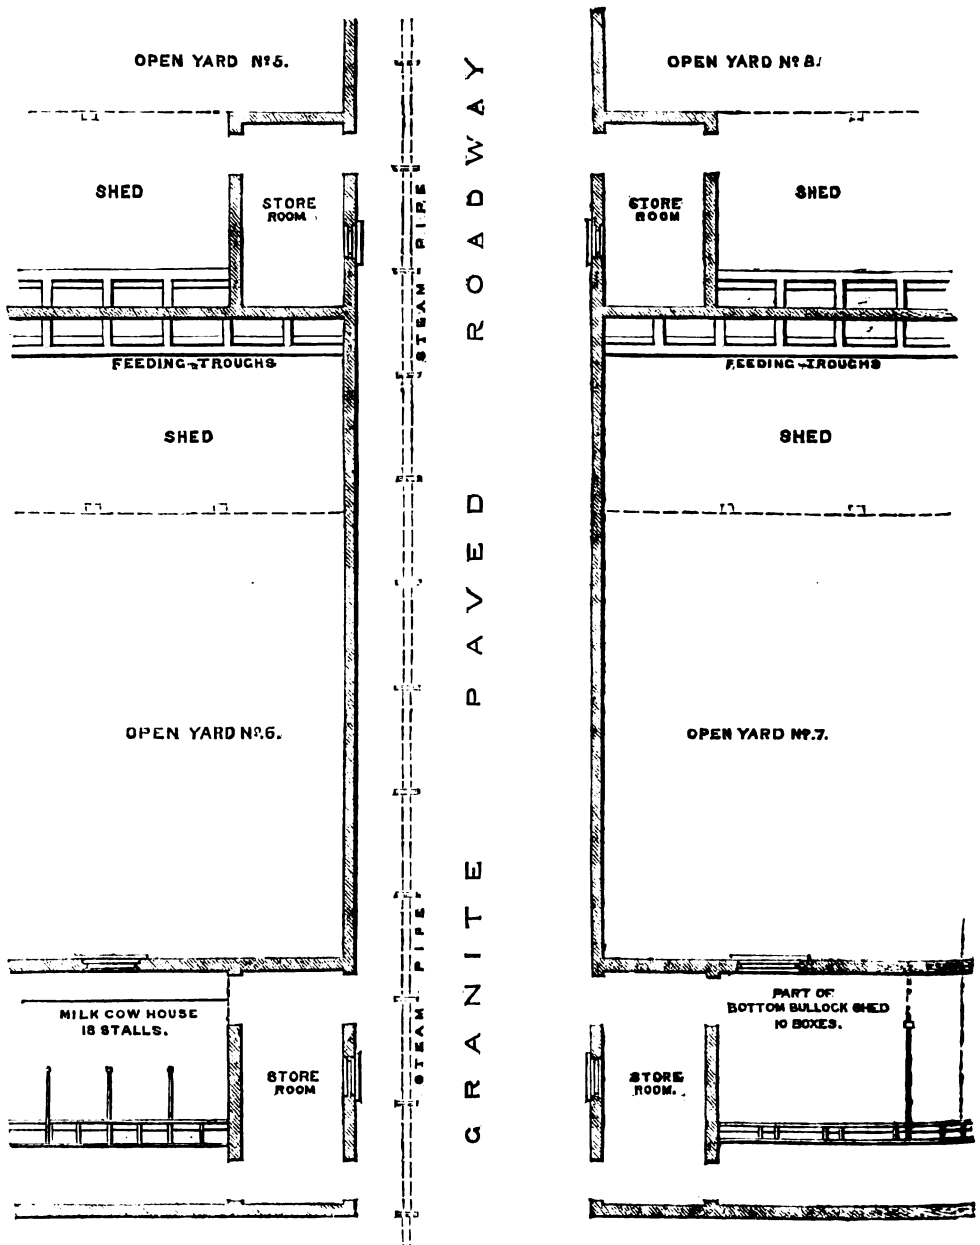 OPEN YARD Nº 5.
OPEN YARD Nº 8.
SHED
STORE
ROOM
STORE
ROOM
SHED
FEEDING-TROUGHS
FEEDING-TROUGHS
SHED
SHED
STEAM PIPE
GRANITE PAVED ROADWAY
OPEN YARD Nº.6.
OPEN YARD Nº.7.
STEAM PIPE
MILK COW HOUSE
18 STALLS.
PART OF
BOTTOM BULLOCK SHED
10 BOXES.
STORE
ROOM
STORE
ROOM.